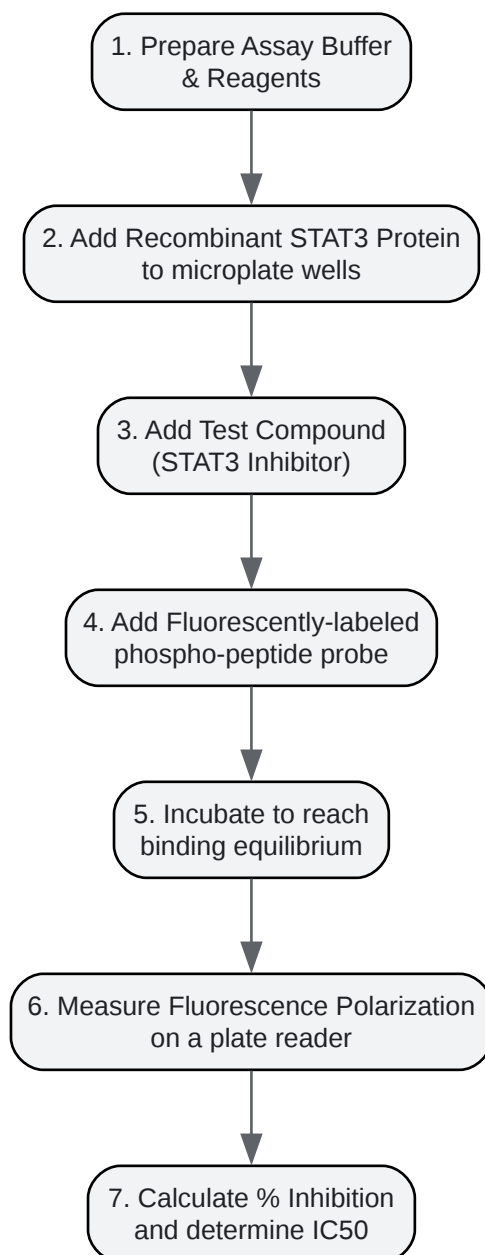 1. Prepare Assay Buffer
& Reagents
2. Add Recombinant STAT3 Protein
to microplate wells
3. Add Test Compound
(STAT3 Inhibitor)
4. Add Fluorescently-labeled
phospho-peptide probe
5. Incubate to reach
binding equilibrium
6. Measure Fluorescence Polarization
on a plate reader
7. Calculate % Inhibition
and determine IC50